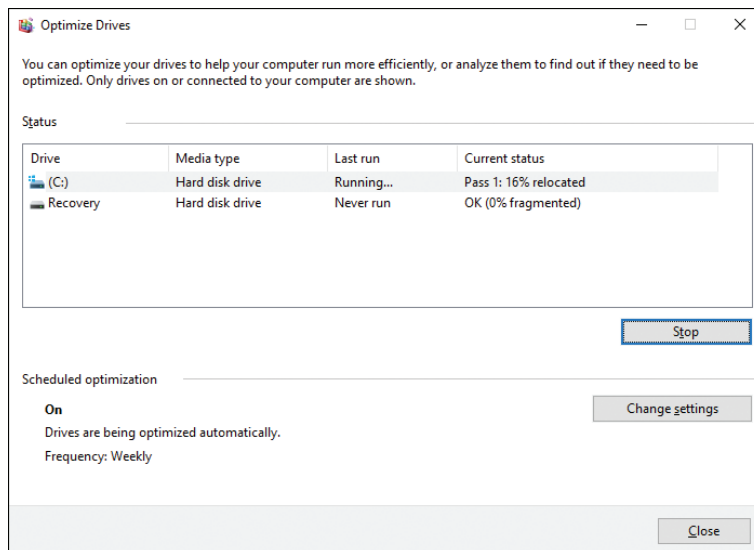 Optimize Drives
You can optimize your drives to help your computer run more efficiently, or analyze them to find out if they need to be
optimized. Only drives on or connected to your computer are shown.
Status
Drive Media type Last run Current status
(C:) Hard disk drive Running... Pass 1: 16% relocated
Recovery Hard disk drive Never run OK (0% fragmented)
Stop
Scheduled optimization
On
Change settings
Drives are being optimized automatically.
Frequency: Weekly
Close